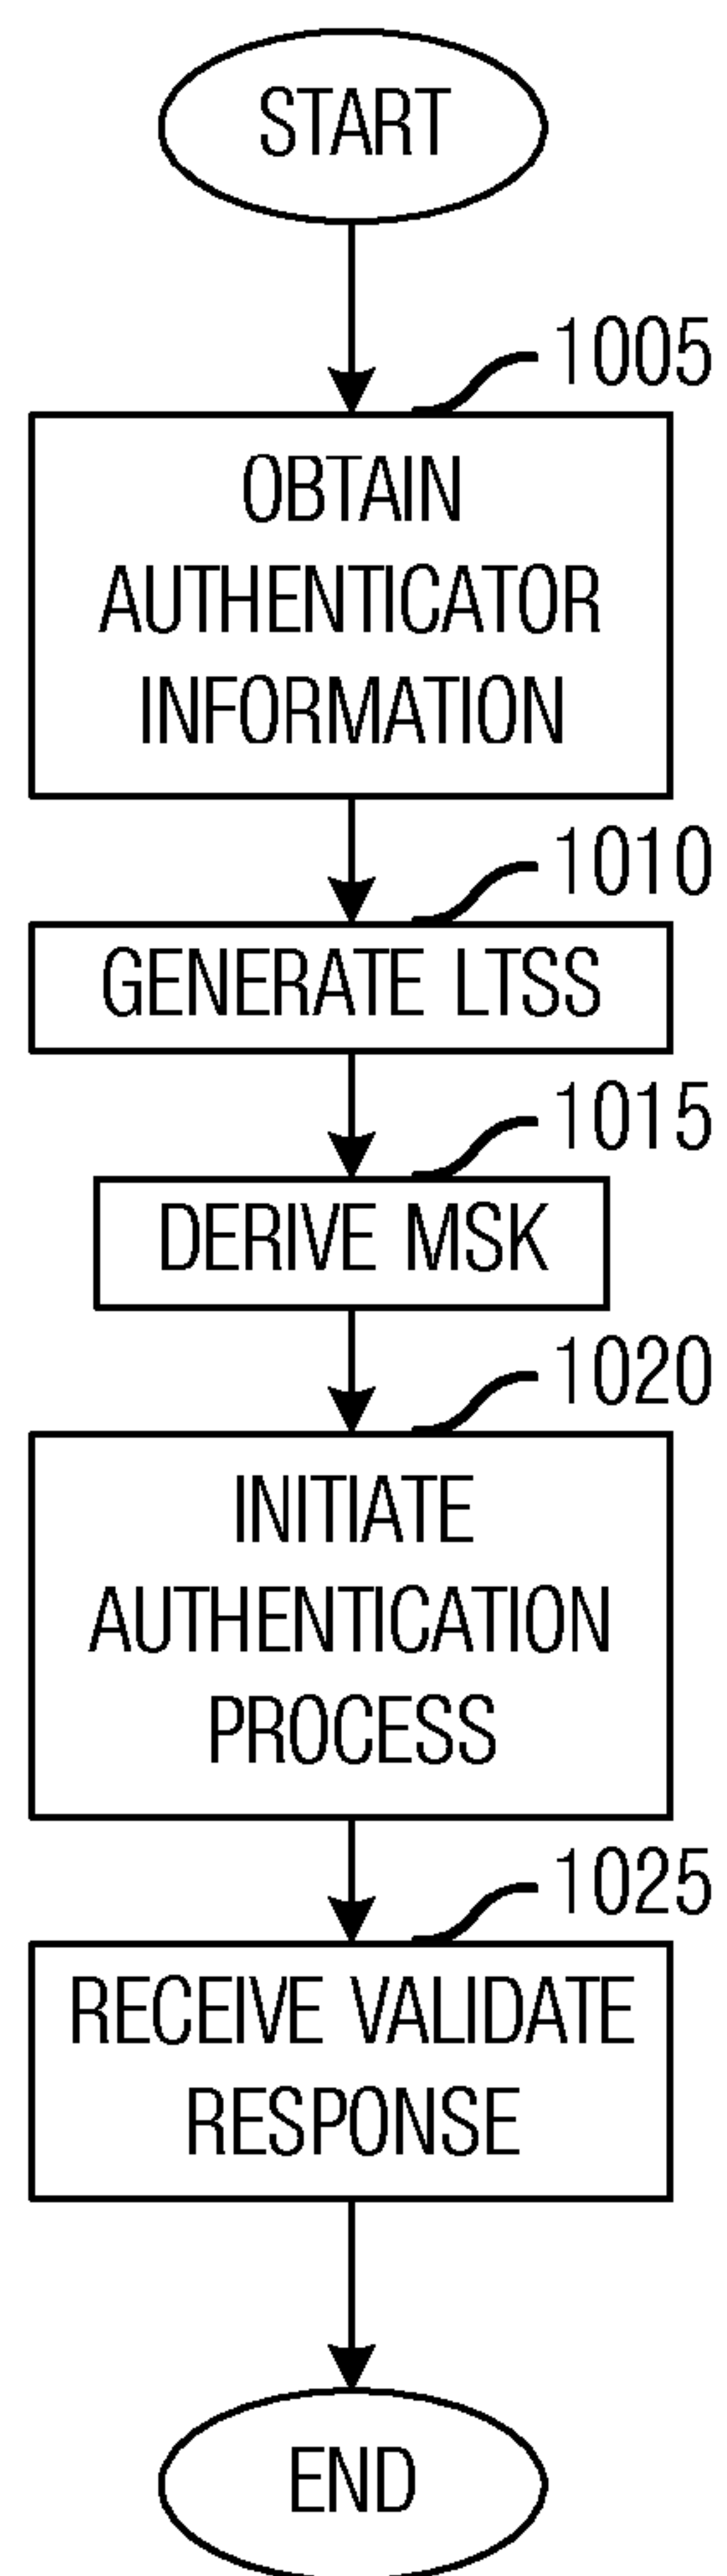 START
1005
OBTAIN
AUTHENTICATOR
INFORMATION
1010
GENERATE LTSS
1015
DERIVE MSK
1020
INITIATE
AUTHENTICATION
PROCESS
1025
RECEIVE VALIDATE
RESPONSE
END